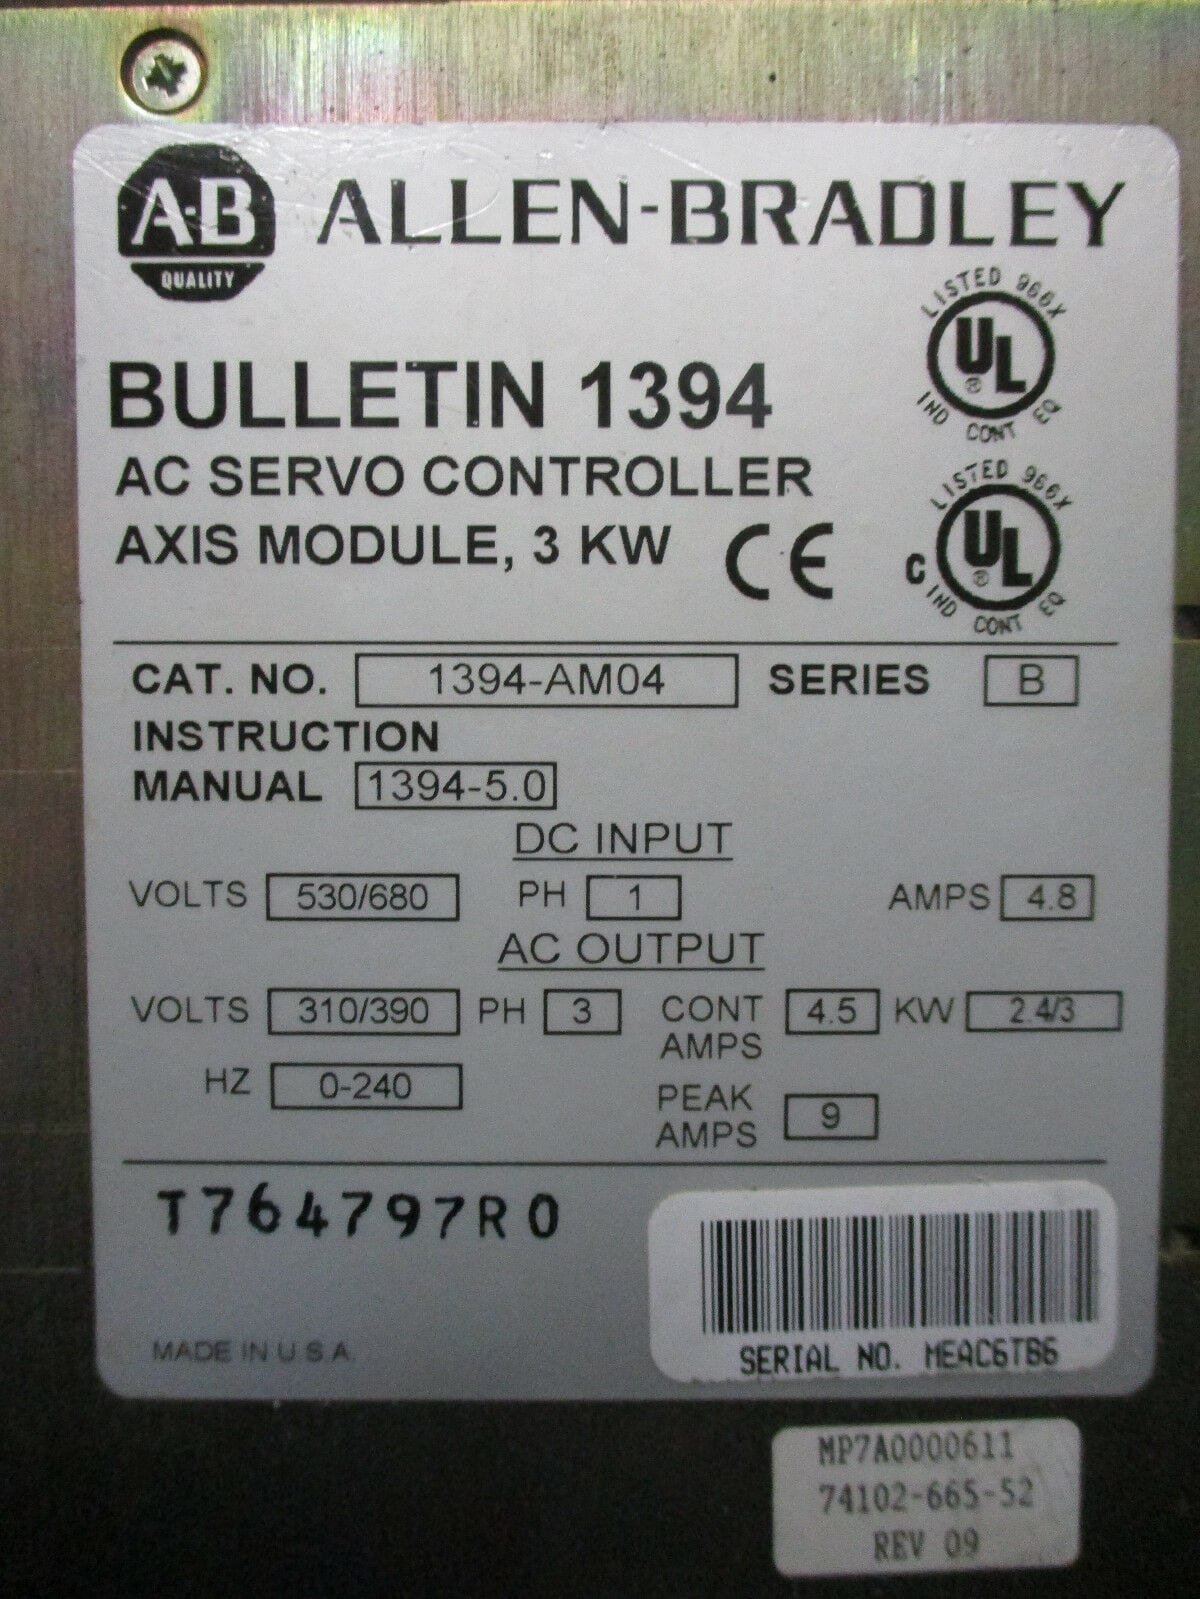 A-B ALLEN-BRADLEY
QUALITY
LISTED 966X
UL ®
IND CONT EQ
BULLETIN 1394
AC SERVO CONTROLLER
AXIS MODULE, 3 KW CE
LISTED 966X
C UL ®
IND CONT EQ
CAT. NO. 1394-AM04 SERIES B
INSTRUCTION
MANUAL 1394-5.0
DC INPUT
VOLTS 530/680 PH 1 AMPS 4.8
AC OUTPUT
VOLTS 310/390 PH 3 CONT AMPS 4.5 KW 2.4/3
HZ 0-240 PEAK AMPS 9
T764797R0
MADE IN U.S.A.
SERIAL NO.
MP7A0000611
74102-665-52
REV 09